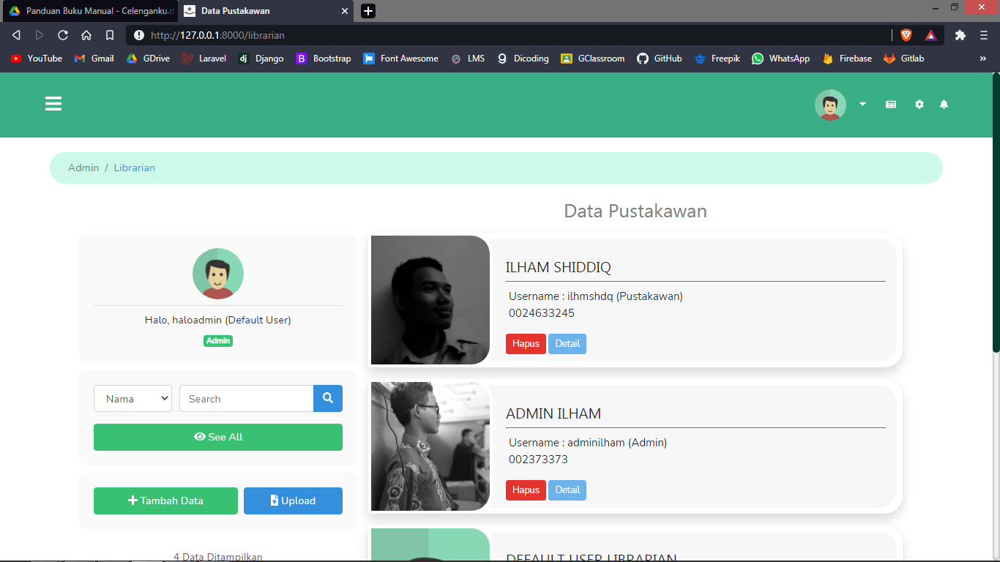 Panduan Buku Manual - Celenganku.d
Data Pustakawan
http://127.0.0.1:8000/librarian
YouTube Gmail GDrive Laravel Django Bootstrap Font Awesome LMS Dicoding GClassroom GitHub Freepik WhatsApp Firebase Gitlab
Admin / Librarian
Data Pustakawan
Halo, haloadmin (Default User)
Admin
Nama Search
See All
Tambah Data Upload
4 Data Ditampilkan
ILHAM SHIDDIQ
Username : ilhmshdq (Pustakawan)
0024633245
Hapus Detail
ADMIN ILHAM
Username : adminilham (Admin)
002373373
Hapus Detail
DEFAULT USER LIBRARIAN